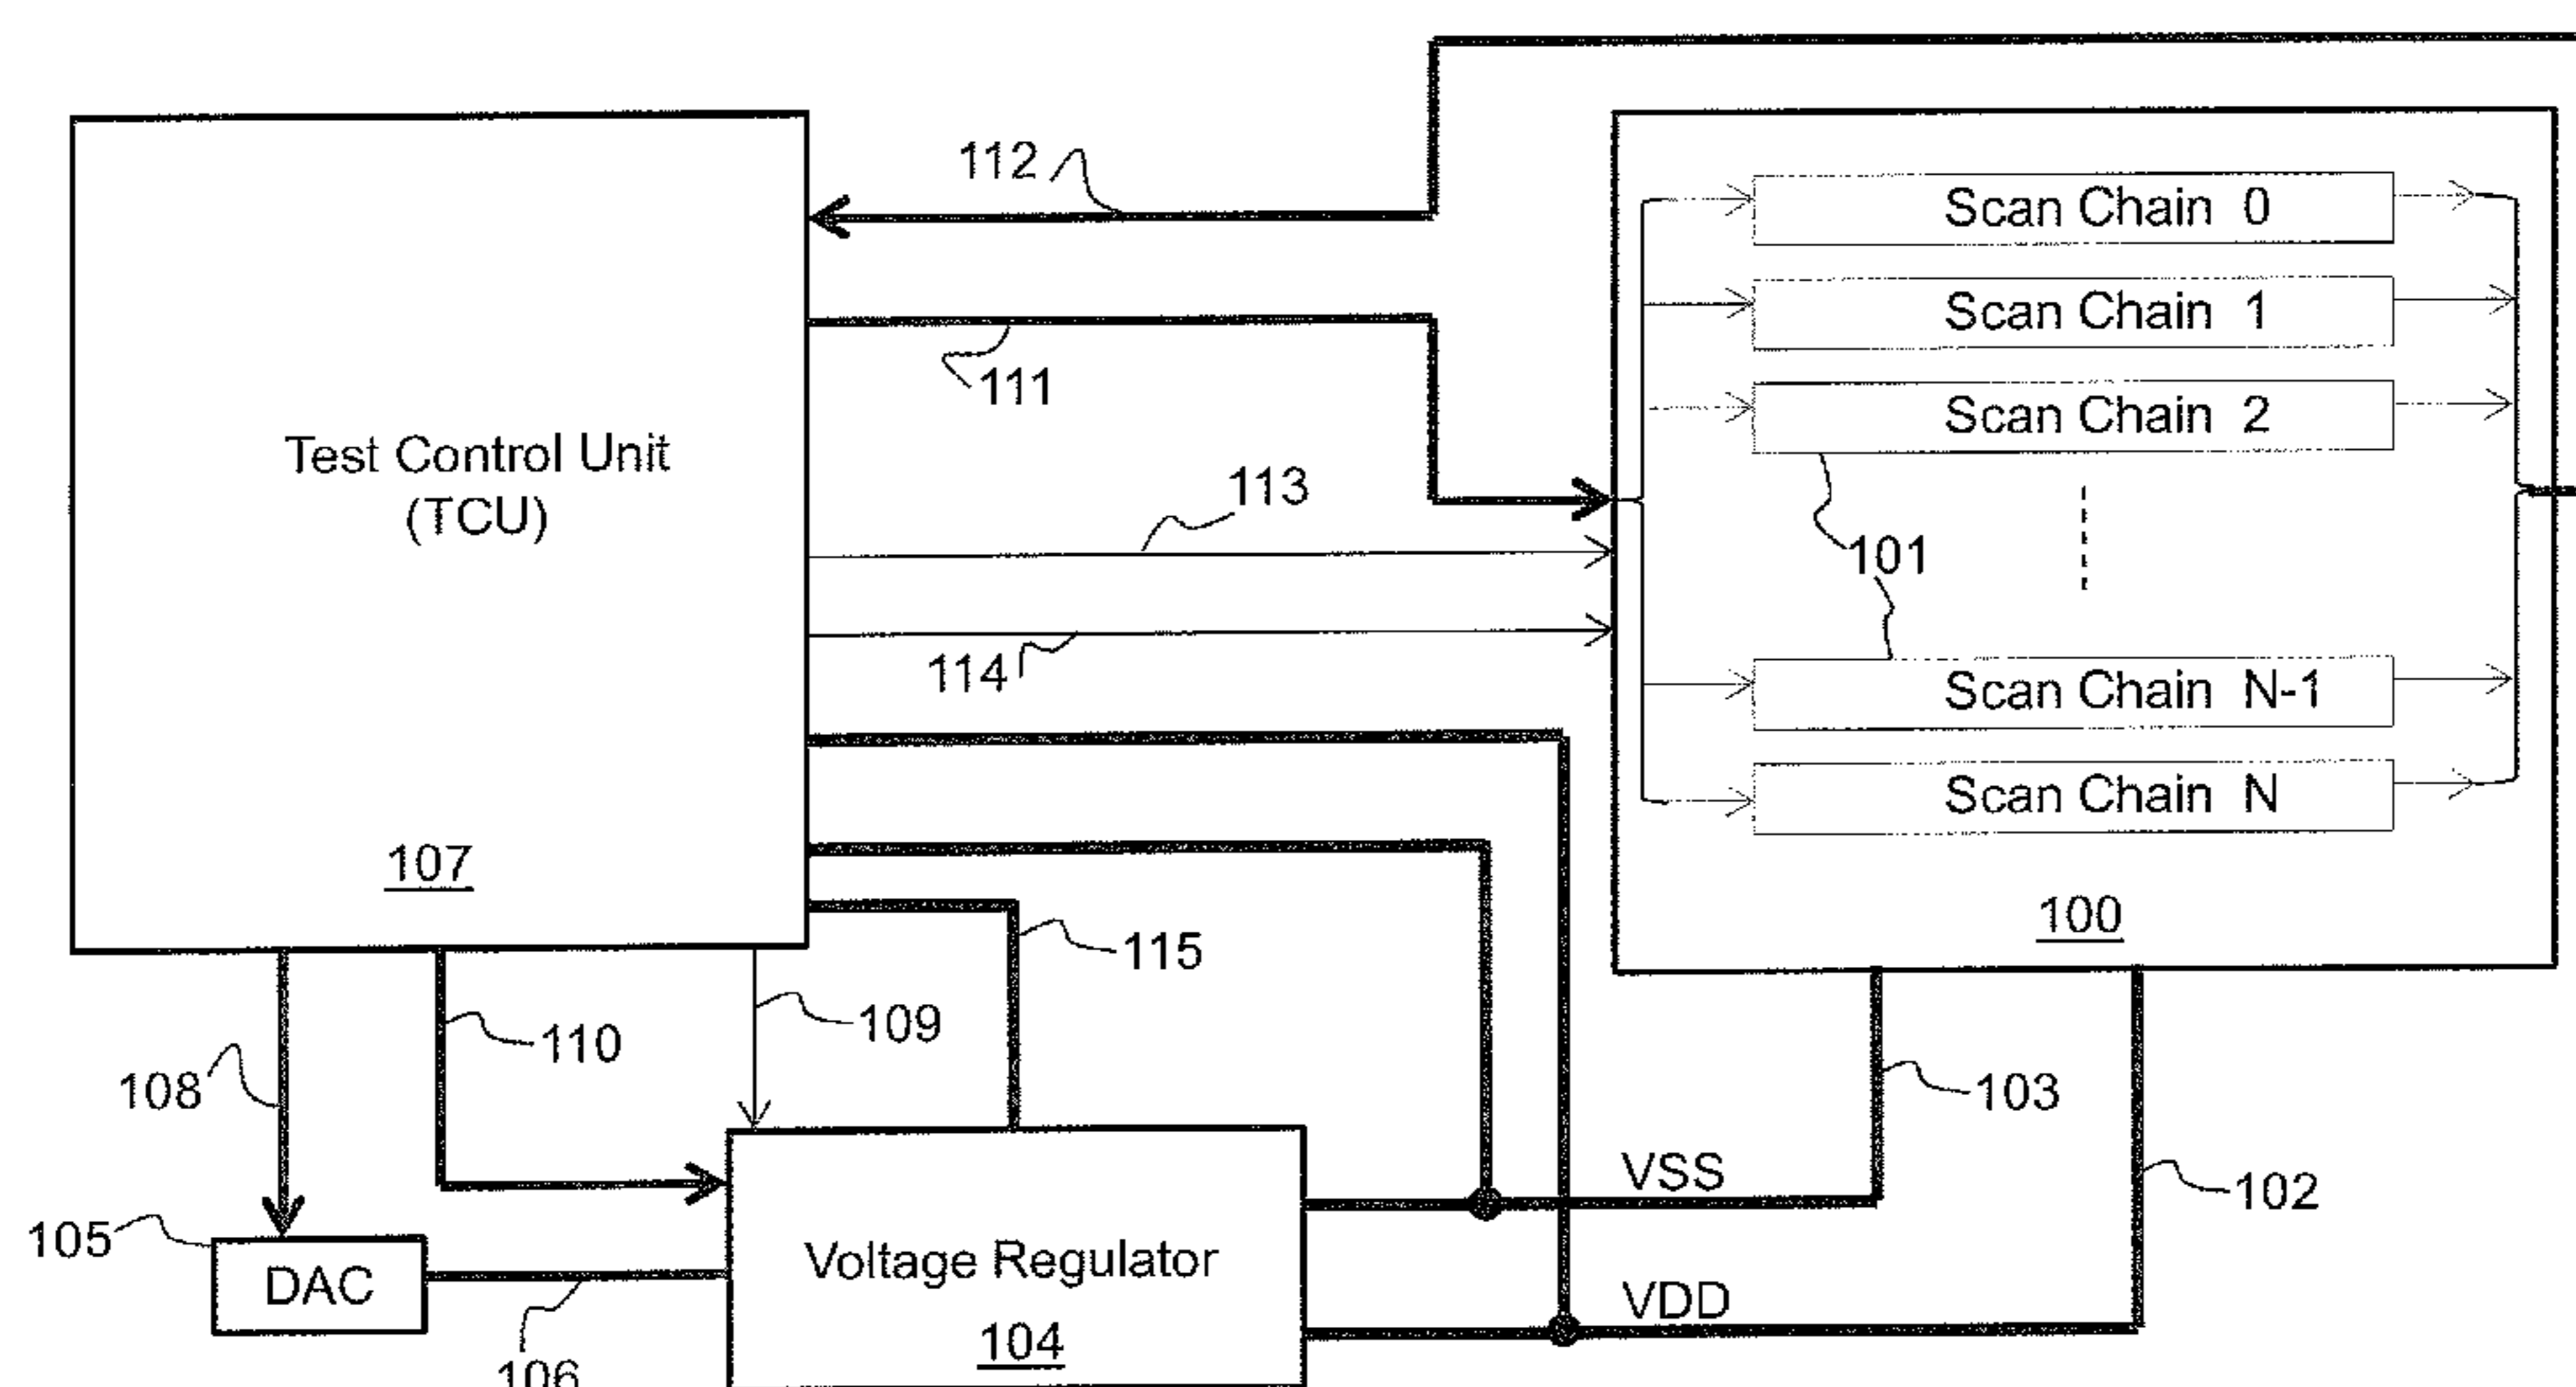 112
Scan Chain 0
Scan Chain 1
111
Scan Chain 2
Test Control Unit
(TCU)
113
101
114
Scan Chain N-1
Scan Chain N
107
100
115
109
110
108
103
VSS
102
105
Voltage Regulator
DAC
VDD
104
106